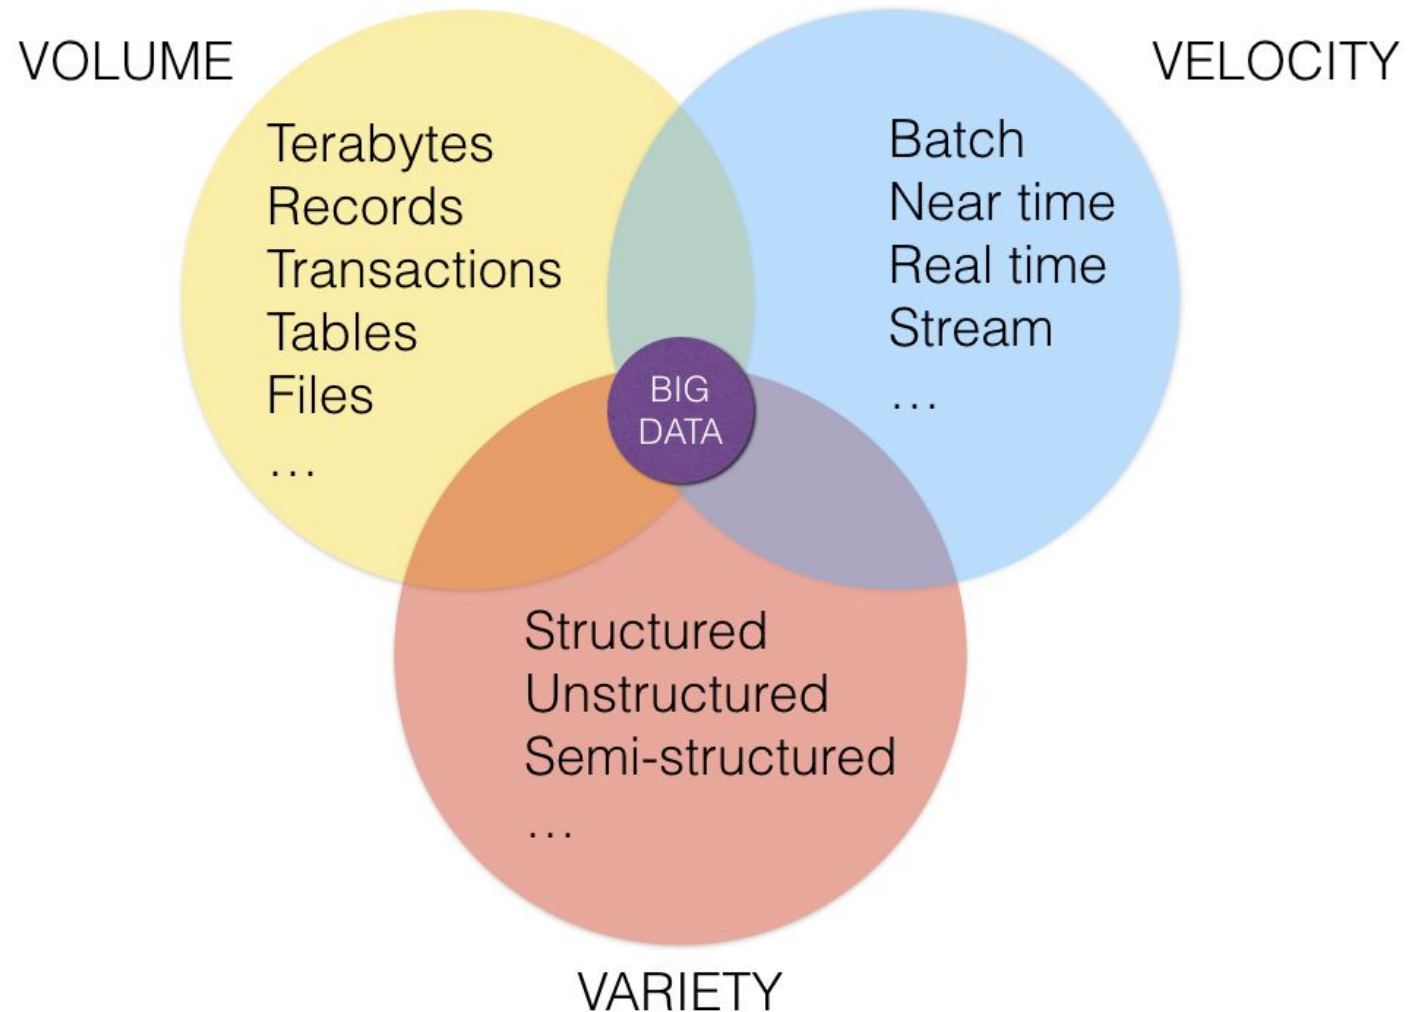 VOLUME
VELOCITY
Terabytes
Records
Transactions
Tables
Files
...
Batch
Near time
Real time
Stream
...
BIG
DATA
Structured
Unstructured
Semi-structured
...
VARIETY